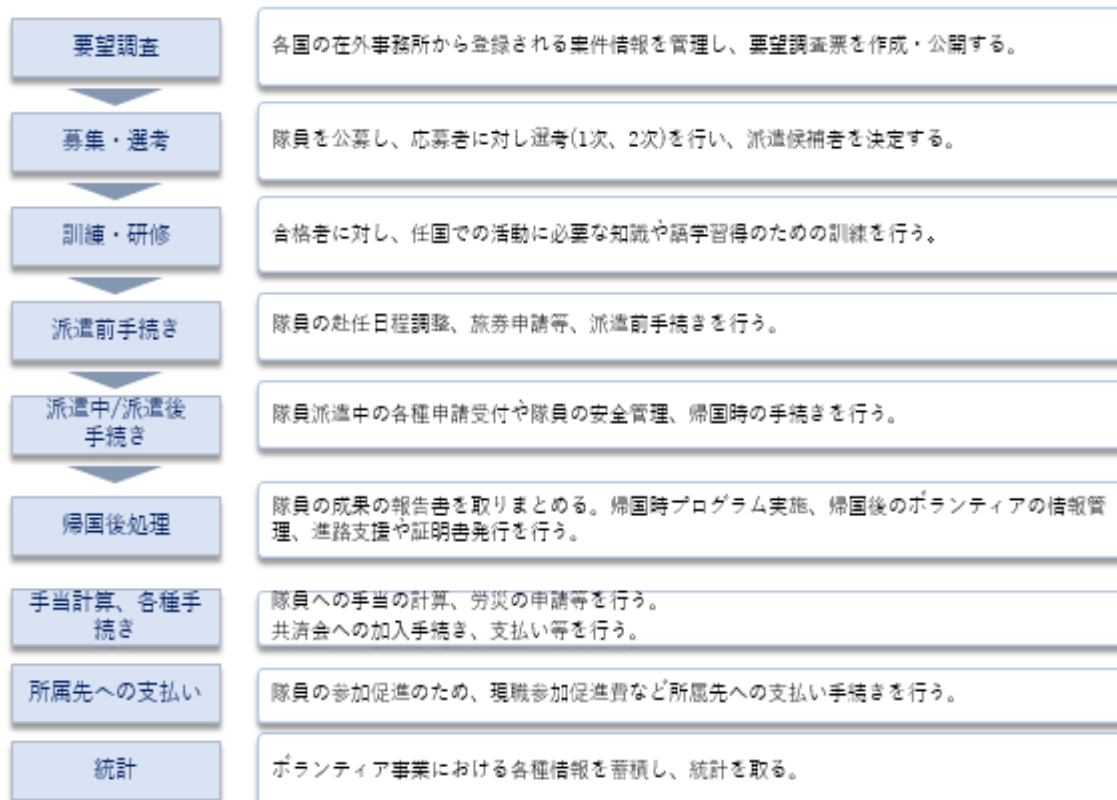 要望調査
各国の在外事務所から登録される案件情報を管理し、要望調査票を作成・公開する。
募集・選考
隊員を公募し、応募者に対し選考(1次、2次)を行い、派遣候補者を決定する。
訓練・研修
合格者に対し、任国での活動に必要な知識や語学習得のための訓練を行う。
派遣前手続き
隊員の赴任日程調整、旅券申請等、派遣前手続きを行う。
派遣中/派遣後
手続き
隊員派遣中の各種申請受付や隊員の安全管理、帰国時の手続きを行う。
帰国後処理
隊員の成果の報告書を取りまとめる。帰国時プログラム実施、帰国後のボランティアの情報管
理、進路支援や証明書発行を行う。
手当計算、各種手
続き
隊員への手当の計算、労災の申請等を行う。
共済会への加入手続き、支払い等を行う。
所属先への支払い
隊員の参加促進のため、現職参加促進費など所属先への支払い手続きを行う。
統計
ボランティア事業における各種情報を蓄積し、統計を取る。